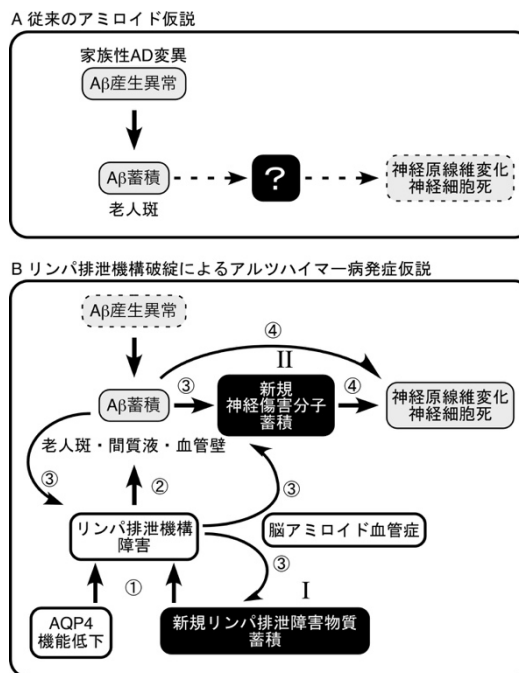 A 従来のアミロイド仮説
家族性AD変異
Aβ産生異常
Aβ蓄積
?
神経原線維変化
神経細胞死
老人斑
B リンパ排泄機構破綻によるアルツハイマー病発症仮説
Aβ産生異常
④
II
Aβ蓄積
③
新規
神経傷害分子
蓄積
④
神経原線維変化
神経細胞死
老人斑・間質液・血管壁
③
②
③
リンパ排泄機構
障害
脳アミロイド血管症
③
①
I
AQP4
機能低下
新規リンパ排泄障害物質
蓄積